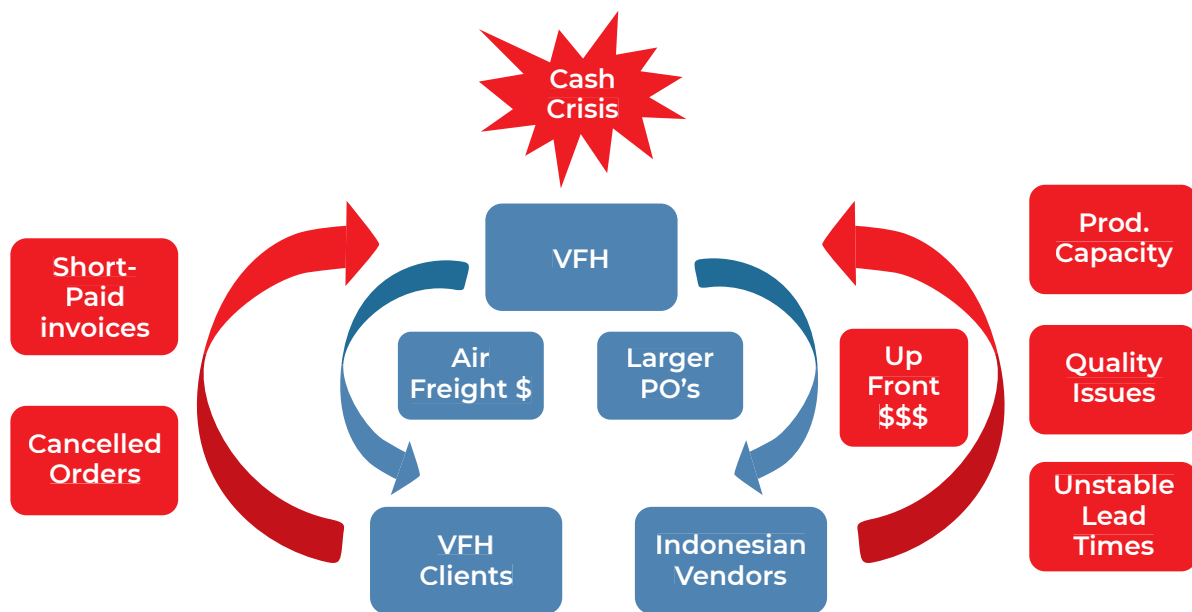 Cash
Crisis
VFH
Short-
Paid
invoices
Cancelled
Orders
Air
Freight $
Larger
PO's
Up
Front
$$$
Prod.
Capacity
Quality
Issues
Unstable
Lead
Times
VFH
Clients
Indonesian
Vendors